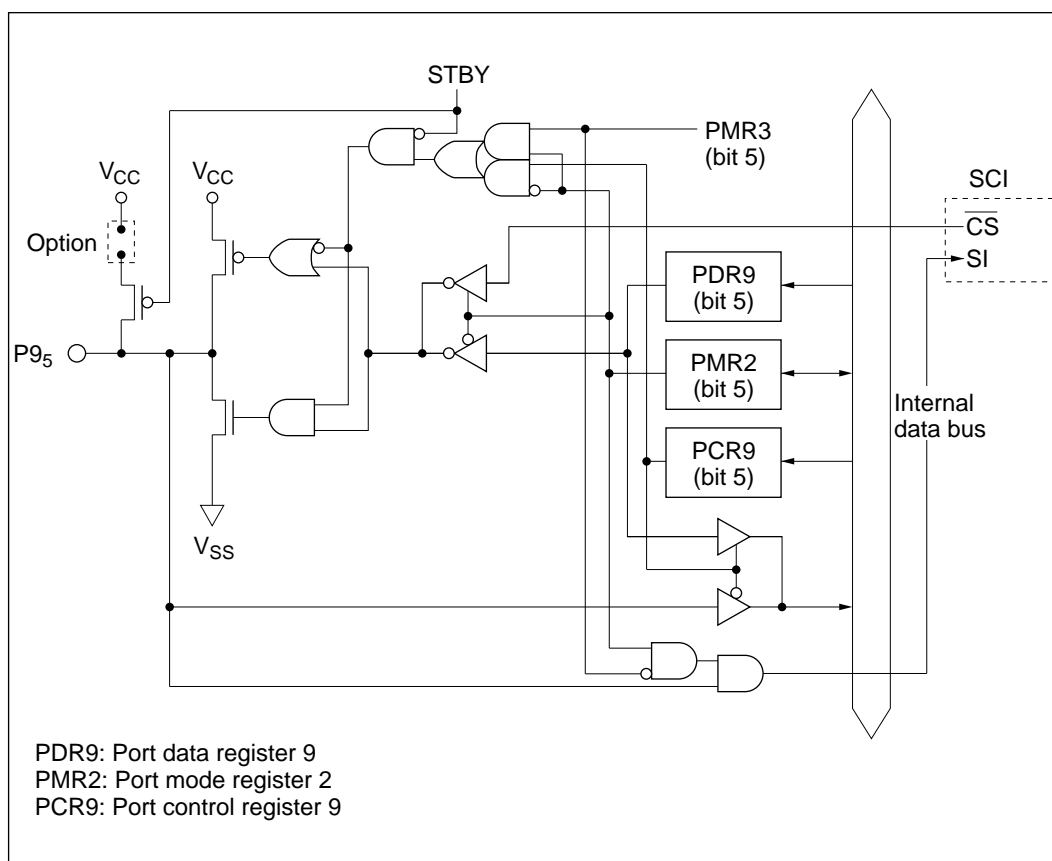 STBY
PMR3
(bit 5)
VCC
VCC
SCI
Option
CS
SI
PDR9
(bit 5)
P95
PMR2
(bit 5)
Internal
data bus
PCR9
(bit 5)
VSS
PDR9: Port data register 9
PMR2: Port mode register 2
PCR9: Port control register 9